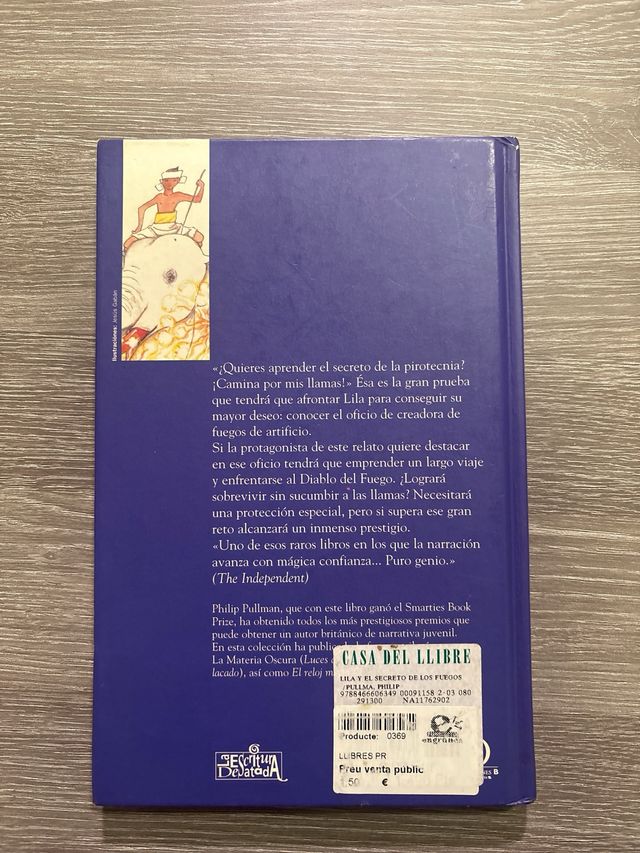 Ilustraciones: Jesús Gabán
«¿Quieres aprender el secreto de la pirotecnia?
¡Camina por mis llamas!» Ésa es la gran prueba
que tendrá que afrontar Lila para conseguir su
mayor deseo: conocer el oficio de creadora de
fuegos de artificio.
Si la protagonista de este relato quiere destacar
en ese oficio tendrá que emprender un largo viaje
y enfrentarse al Diablo del Fuego. ¿Logrará
sobrevivir sin sucumbir a las llamas? Necesitará
una protección especial, pero si supera ese gran
reto alcanzará un inmenso prestigio.
«Uno de esos raros libros en los que la narración
avanza con mágica confianza... Puro genio.»
(The Independent)
Philip Pullman, que con este libro ganó el Smarties Book
Prize, ha obtenido todos los más prestigiosos premios que
puede obtener un autor británico de narrativa juvenil.
En esta colección ha
La Materia Oscura (Luces
lacado), así como El reloj
CASA DEL LLIBRE
LILA Y EL SECRETO DE LOS FUEGOS
/PULLMA, PHILIP
9788466606349 00091158 2-03 080
291300 NA11762902
Producte: 0369
engrunes
LLIBRES PR
Preu venta públic
1.50 €
La Escritura
Desatada
B